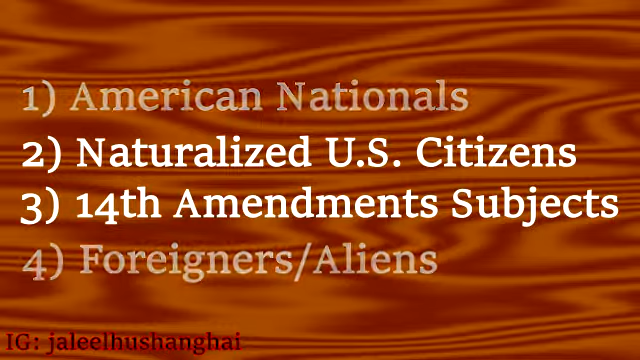 1) American Nationals
2) Naturalized U.S. Citizens
3) 14th Amendments Subjects
4) Foreigners/Aliens
IG: jaleelhushanghai